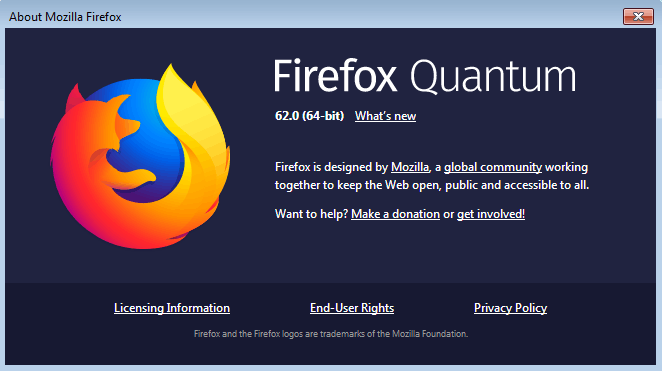 About Mozilla Firefox
Firefox Quantum
62.0 (64-bit) What's new
Firefox is designed by Mozilla, a global community working
together to keep the Web open, public and accessible to all.
Want to help? Make a donation or get involved!
Licensing Information End-User Rights Privacy Policy
Firefox and the Firefox logos are trademarks of the Mozilla Foundation.